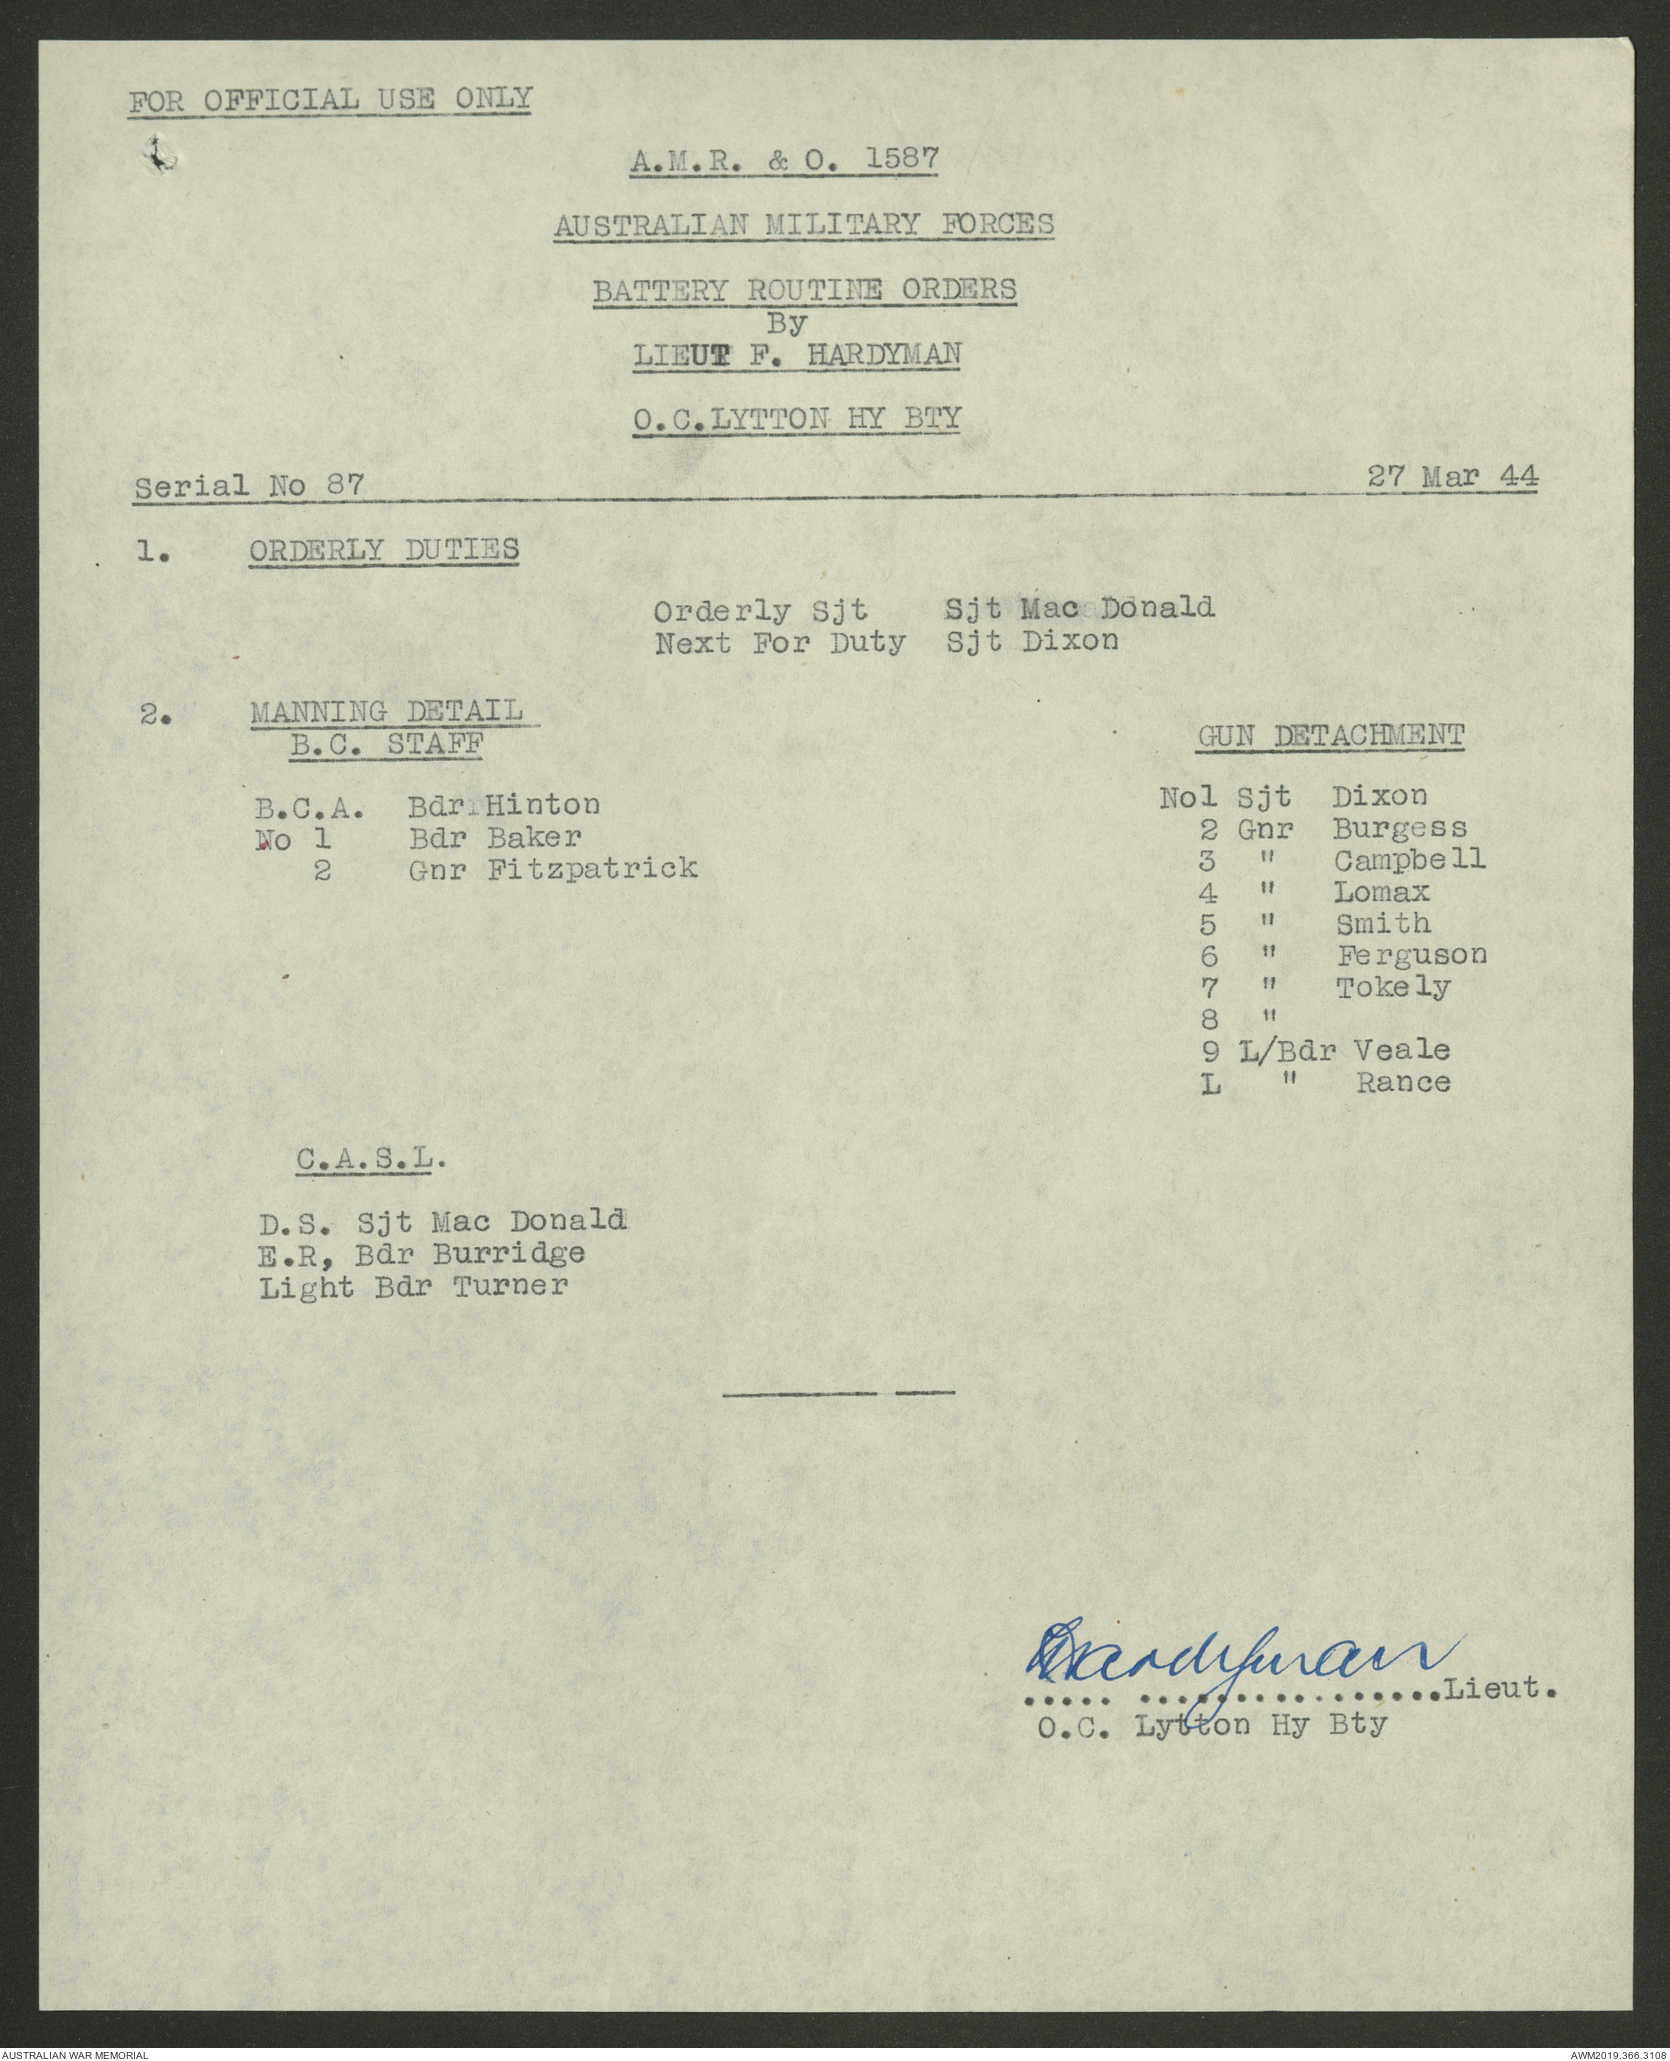 FOR OFFICIAL USE ONLY
A.M.R. & O. 1587
AUSTRALIAN MILITARY FORCES
BATTERY ROUTINE ORDERS
By
LIEUT F. HARDYMAN
O.C.LYTTON HY BTY
Serial No 87 27 Mar 44
1. ORDERLY DUTIES
Orderly Sjt Sjt Mac Donald
Next For Duty Sjt Dixon
2. MANNING DETAIL
B.C. STAFF
B.C.A. Bdr Hinton
No 1 Bdr Baker
2 Gnr Fitzpatrick
GUN DETACHMENT
No1 Sjt Dixon
2 Gnr Burgess
3 " Campbell
4 " Lomax
5 " Smith
6 " Ferguson
7 " Tokely
8 "
9 L/Bdr Veale
L " Rance
C.A.S.L.
D.S. Sjt Mac Donald
E.R, Bdr Burridge
Light Bdr Turner
Hardyman
..... ................Lieut.
O.C. Lytton Hy Bty
AUSTRALIAN WAR MEMORIAL AWM2019.366.3108